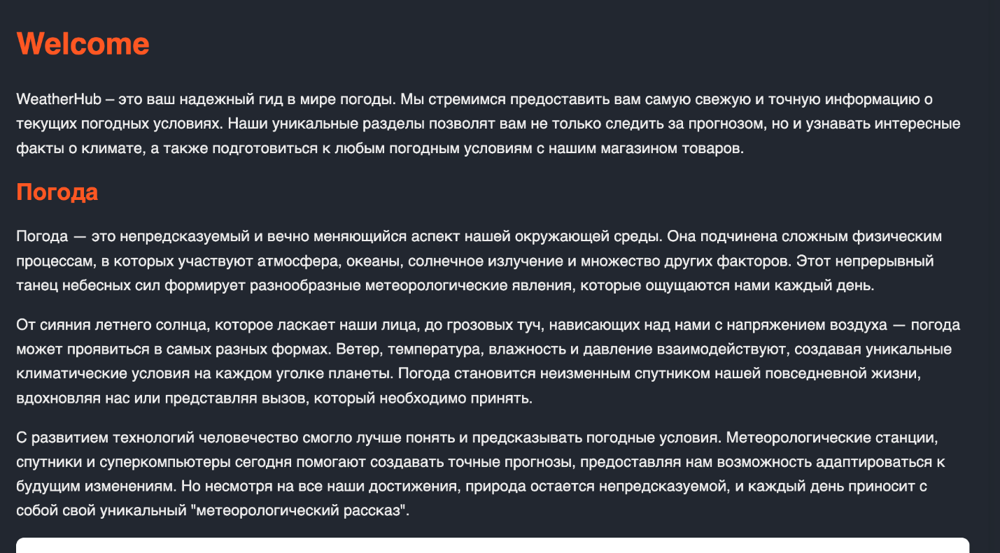 Welcome
WeatherHub – это ваш надежный гид в мире погоды. Мы стремимся предоставить вам самую свежую и точную информацию о
текущих погодных условиях. Наши уникальные разделы позволят вам не только следить за прогнозом, но и узнавать интересные
факты о климате, а также подготовиться к любым погодным условиям с нашим магазином товаров.
Погода
Погода — это непредсказуемый и вечно меняющийся аспект нашей окружающей среды. Она подчинена сложным физическим
процессам, в которых участвуют атмосфера, океаны, солнечное излучение и множество других факторов. Этот непрерывный
танец небесных сил формирует разнообразные метеорологические явления, которые ощущаются нами каждый день.
От сияния летнего солнца, которое ласкает наши лица, до грозовых туч, нависающих над нами с напряжением воздуха — погода
может проявиться в самых разных формах. Ветер, температура, влажность и давление взаимодействуют, создавая уникальные
климатические условия на каждом уголке планеты. Погода становится неизменным спутником нашей повседневной жизни,
вдохновляя нас или представляя вызов, который необходимо принять.
С развитием технологий человечество смогло лучше понять и предсказывать погодные условия. Метеорологические станции,
спутники и суперкомпьютеры сегодня помогают создавать точные прогнозы, предоставляя нам возможность адаптироваться к
будущим изменениям. Но несмотря на все наши достижения, природа остается непредсказуемой, и каждый день приносит с
собой свой уникальный "метеорологический рассказ".